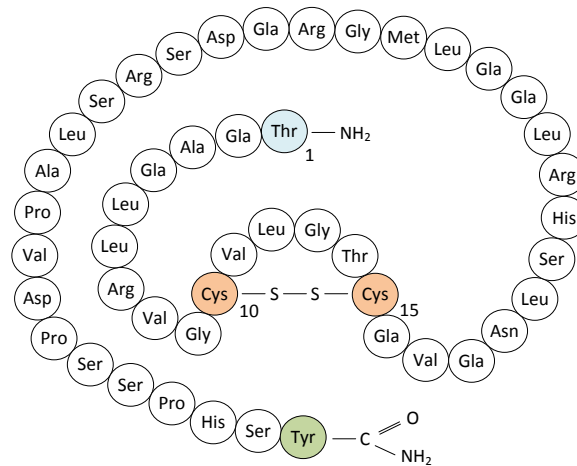 NH₂
Thr
1
Gla
Ala
Gla
Leu
Leu
Arg
Val
Gly
Cys
10
S
S
Val
Leu
Gly
Thr
Cys
15
Gla
Val
Gla
Asn
Leu
Ser
His
Arg
Leu
Gla
Gla
Leu
Met
Gly
Arg
Gla
Asp
Ser
Arg
Ser
Leu
Ala
Pro
Val
Asp
Pro
Ser
Ser
Pro
His
Ser
Tyr
C
O
NH₂